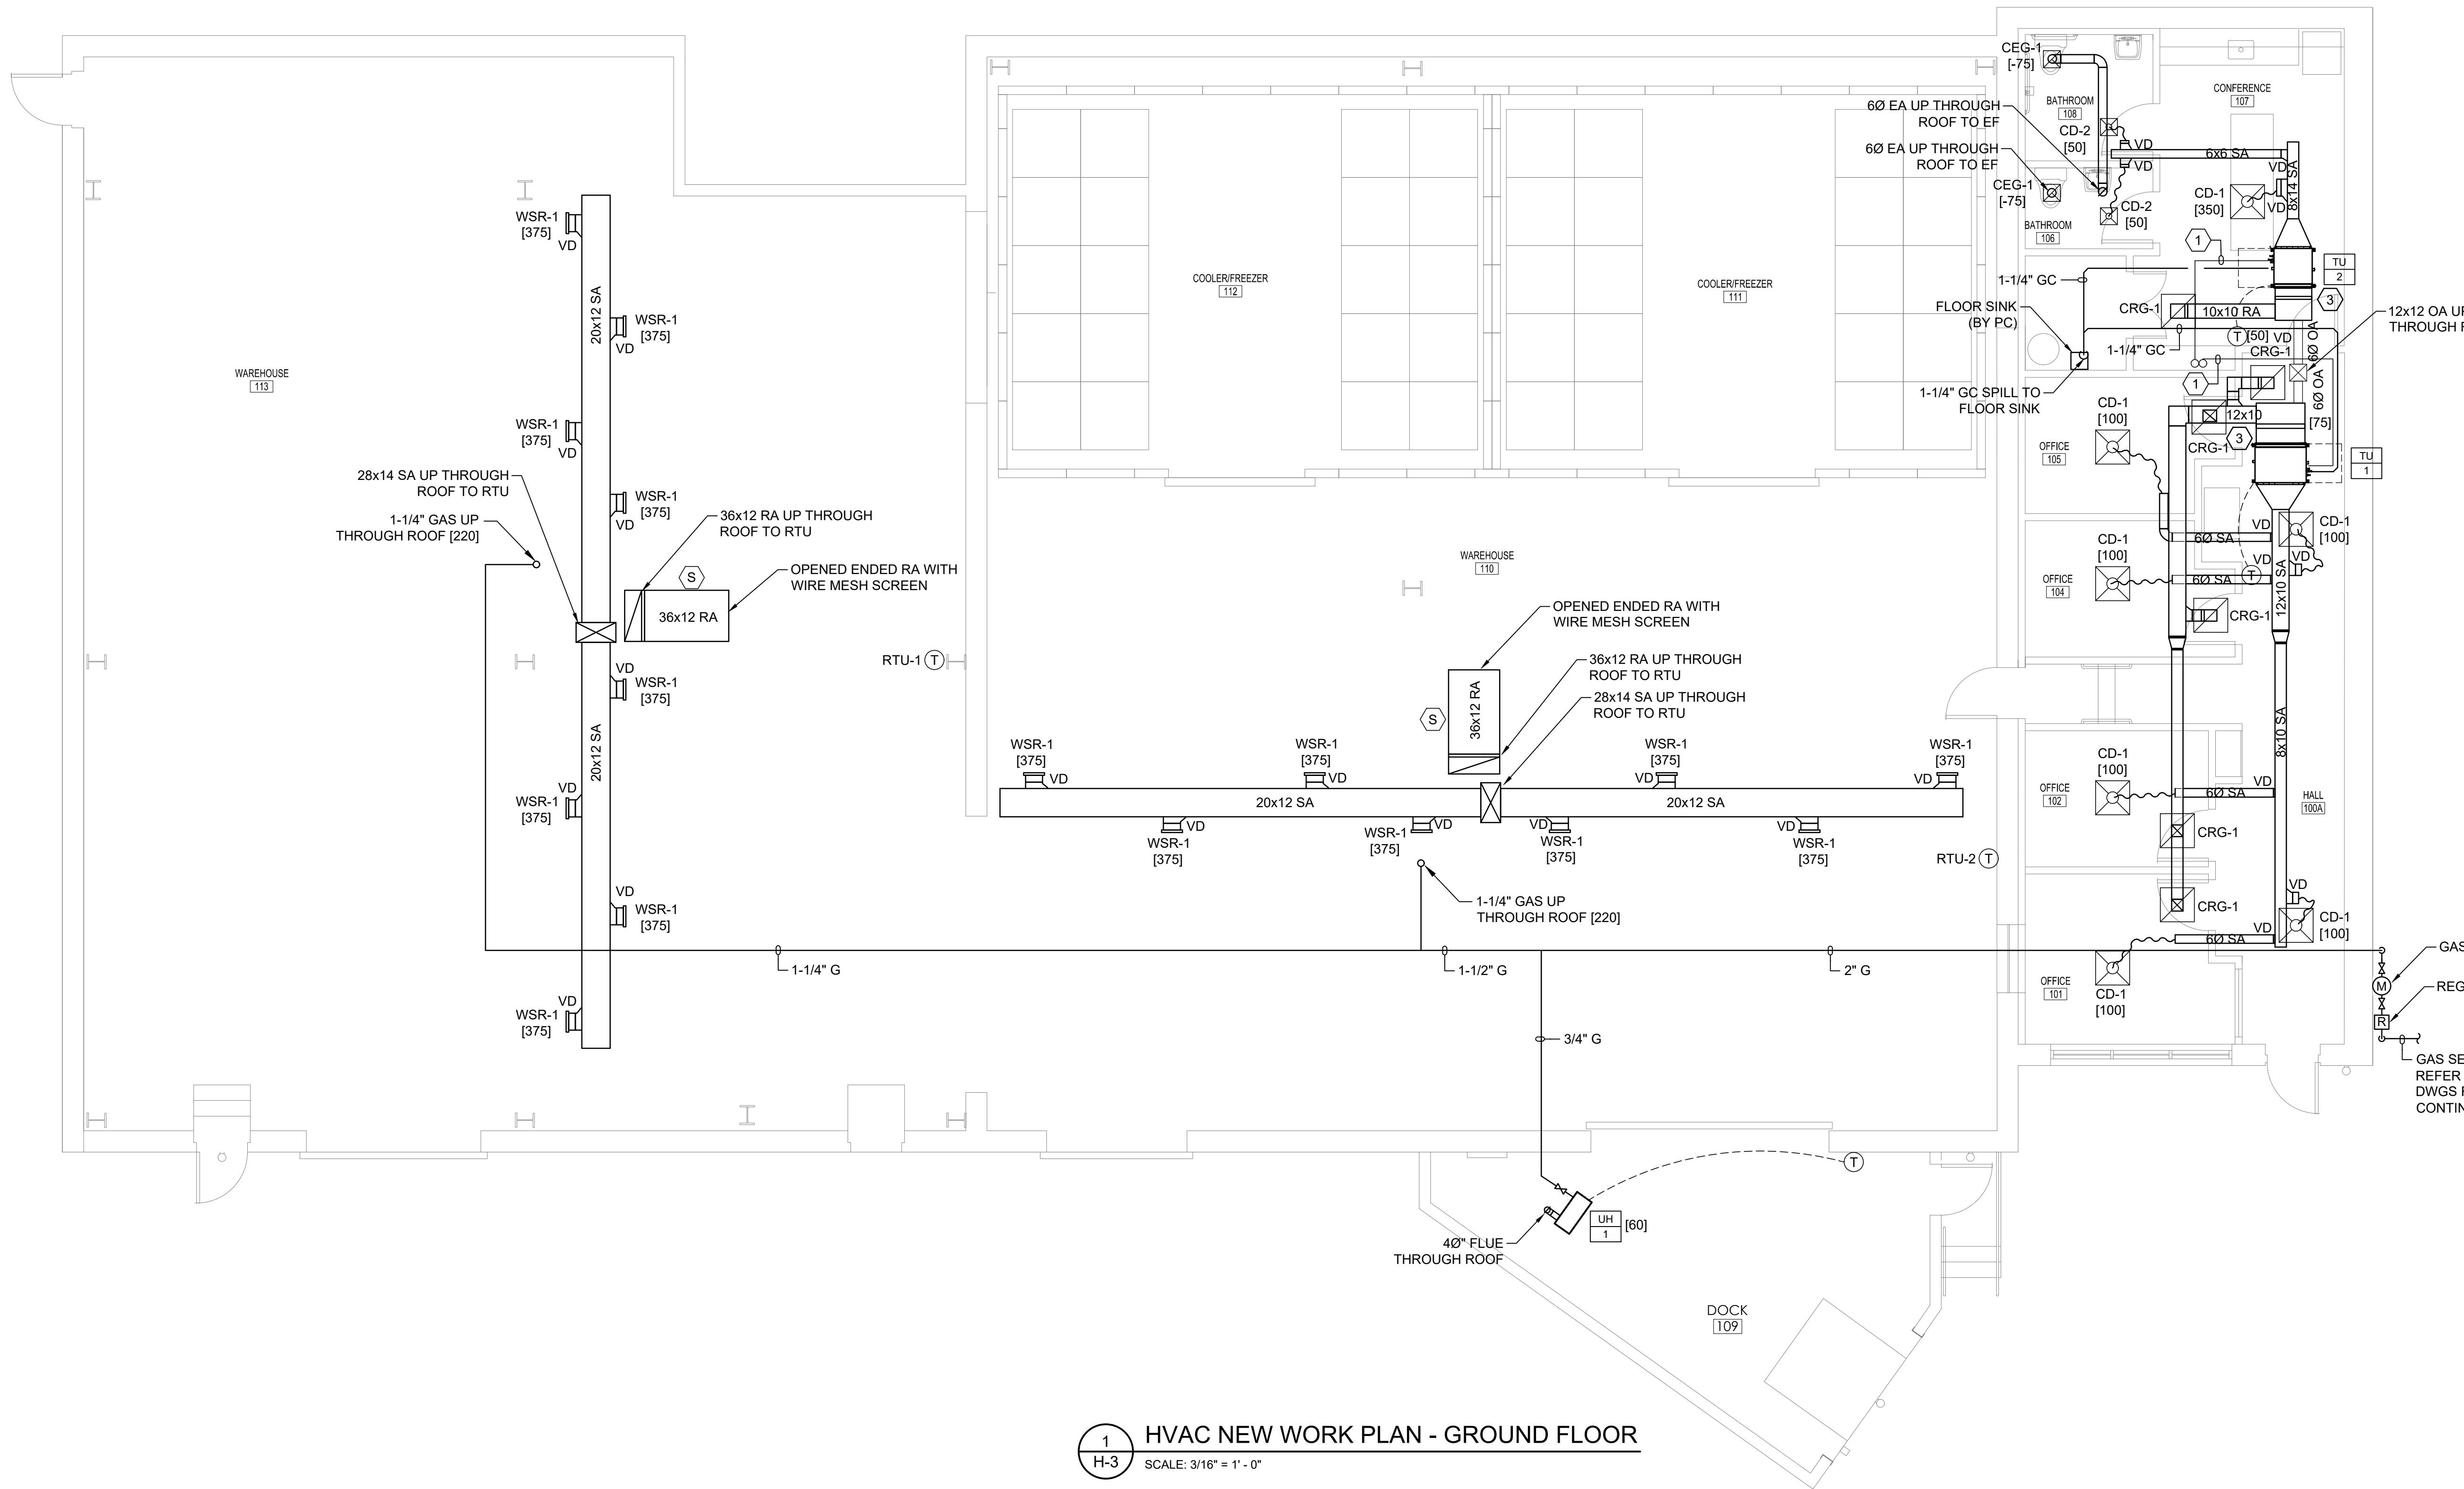 WAREHOUSE
113
WSR-1
[375]
VD
20x12 SA
WSR-1
[375]
VD
WSR-1
[375]
VD
WSR-1
[375]
VD
28x14 SA UP THROUGH
ROOF TO RTU
1-1/4" GAS UP
THROUGH ROOF [220]
36x12 RA UP THROUGH
ROOF TO RTU
S
OPENED ENDED RA WITH
WIRE MESH SCREEN
36x12 RA
RTU-1 T
VD
WSR-1
[375]
20x12 SA
VD
WSR-1
[375]
VD
WSR-1
[375]
VD
WSR-1
[375]
1-1/4" G
COOLER/FREEZER
112
COOLER/FREEZER
111
WAREHOUSE
110
OPENED ENDED RA WITH
WIRE MESH SCREEN
36x12 RA UP THROUGH
ROOF TO RTU
28x14 SA UP THROUGH
ROOF TO RTU
36x12 RA
S
WSR-1
[375]
VD
WSR-1
[375]
VD
WSR-1
[375]
VD
WSR-1
[375]
VD
20x12 SA
20x12 SA
VD
WSR-1
[375]
VD
WSR-1
[375]
VD
WSR-1
[375]
VD
WSR-1
[375]
RTU-2 T
1-1/4" GAS UP
THROUGH ROOF [220]
1-1/2" G
2" G
3/4" G
T
UH
1
[60]
4Ø" FLUE
THROUGH ROOF
DOCK
109
CEG-1
[-75]
BATHROOM
108
CONFERENCE
107
6Ø EA UP THROUGH
ROOF TO EF
CD-2
[50]
VD
6x6 SA
VD
6Ø EA UP THROUGH
ROOF TO EF
VD
8x14 SA
CEG-1
[-75]
CD-2
[50]
CD-1
[350]
VD
BATHROOM
106
1
TU
2
1-1/4" GC
3
FLOOR SINK
(BY PC)
CRG-1
10x10 RA
12x12 OA UP
THROUGH
T
[50]
VD
6Ø OA
1-1/4" GC
CRG-1
1
6Ø OA
1-1/4" GC SPILL TO
FLOOR SINK
CD-1
[100]
12x10
[75]
3
CRG-1
OFFICE
105
TU
1
VD
CD-1
[100]
6Ø SA
CD-1
[100]
VD
VD
OFFICE
104
6Ø SA
T
12x10 SA
CRG-1
8x10 SA
CD-1
[100]
OFFICE
102
VD
6Ø SA
HALL
100A
CRG-1
VD
CRG-1
CD-1
[100]
VD
6Ø SA
OFFICE
101
CD-1
[100]
GAS
M
REG
R
GAS SE
REFER
DWGS
CONTIN
1
H-3
HVAC NEW WORK PLAN - GROUND FLOOR
SCALE: 3/16" = 1' - 0"